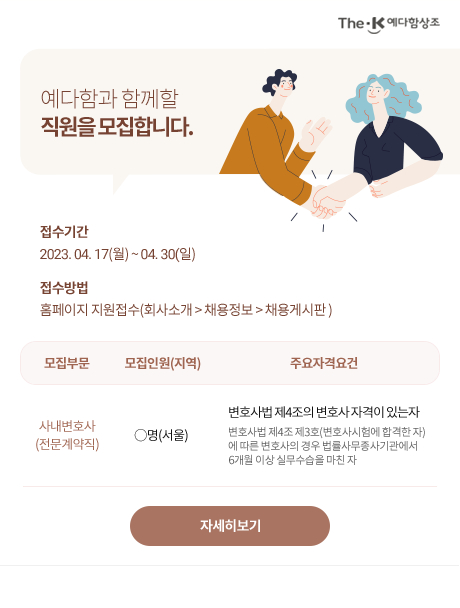 The·K 예다함상조
예다함과 함께할
직원을 모집합니다.
접수기간
2023. 04. 17(월) ~ 04. 30(일)
접수방법
홈페이지 지원접수(회사소개 > 채용정보 > 채용게시판 )
모집부문 모집인원(지역) 주요자격요건
사내변호사
(전문계약직)
◯명(서울)
변호사법 제4조의 변호사 자격이 있는자
변호사법 제4조 제3호(변호사시험에 합격한 자)
에 따른 변호사의 경우 법률사무종사기관에서
6개월 이상 실무수습을 마친 자
자세히보기